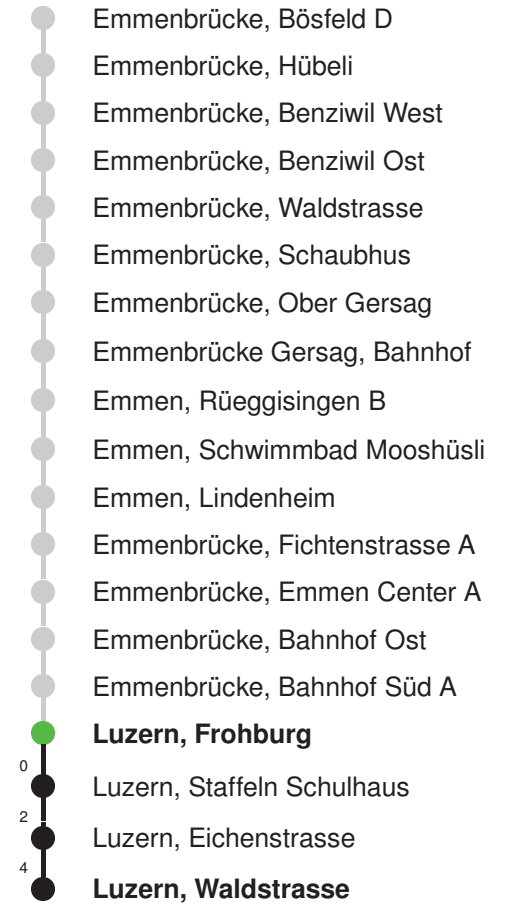 Emmenbrücke, Bösfeld D
Emmenbrücke, Hübeli
Emmenbrücke, Benziwil West
Emmenbrücke, Benziwil Ost
Emmenbrücke, Waldstrasse
Emmenbrücke, Schaubhus
Emmenbrücke, Ober Gersag
Emmenbrücke Gersag, Bahnhof
Emmen, Rüeggisingen B
Emmen, Schwimmbad Mooshüsli
Emmen, Lindenheim
Emmenbrücke, Fichtenstrasse A
Emmenbrücke, Emmen Center A
Emmenbrücke, Bahnhof Ost
Emmenbrücke, Bahnhof Süd A
Luzern, Frohburg
0 Luzern, Staffeln Schulhaus
2 Luzern, Eichenstrasse
4 Luzern, Waldstrasse